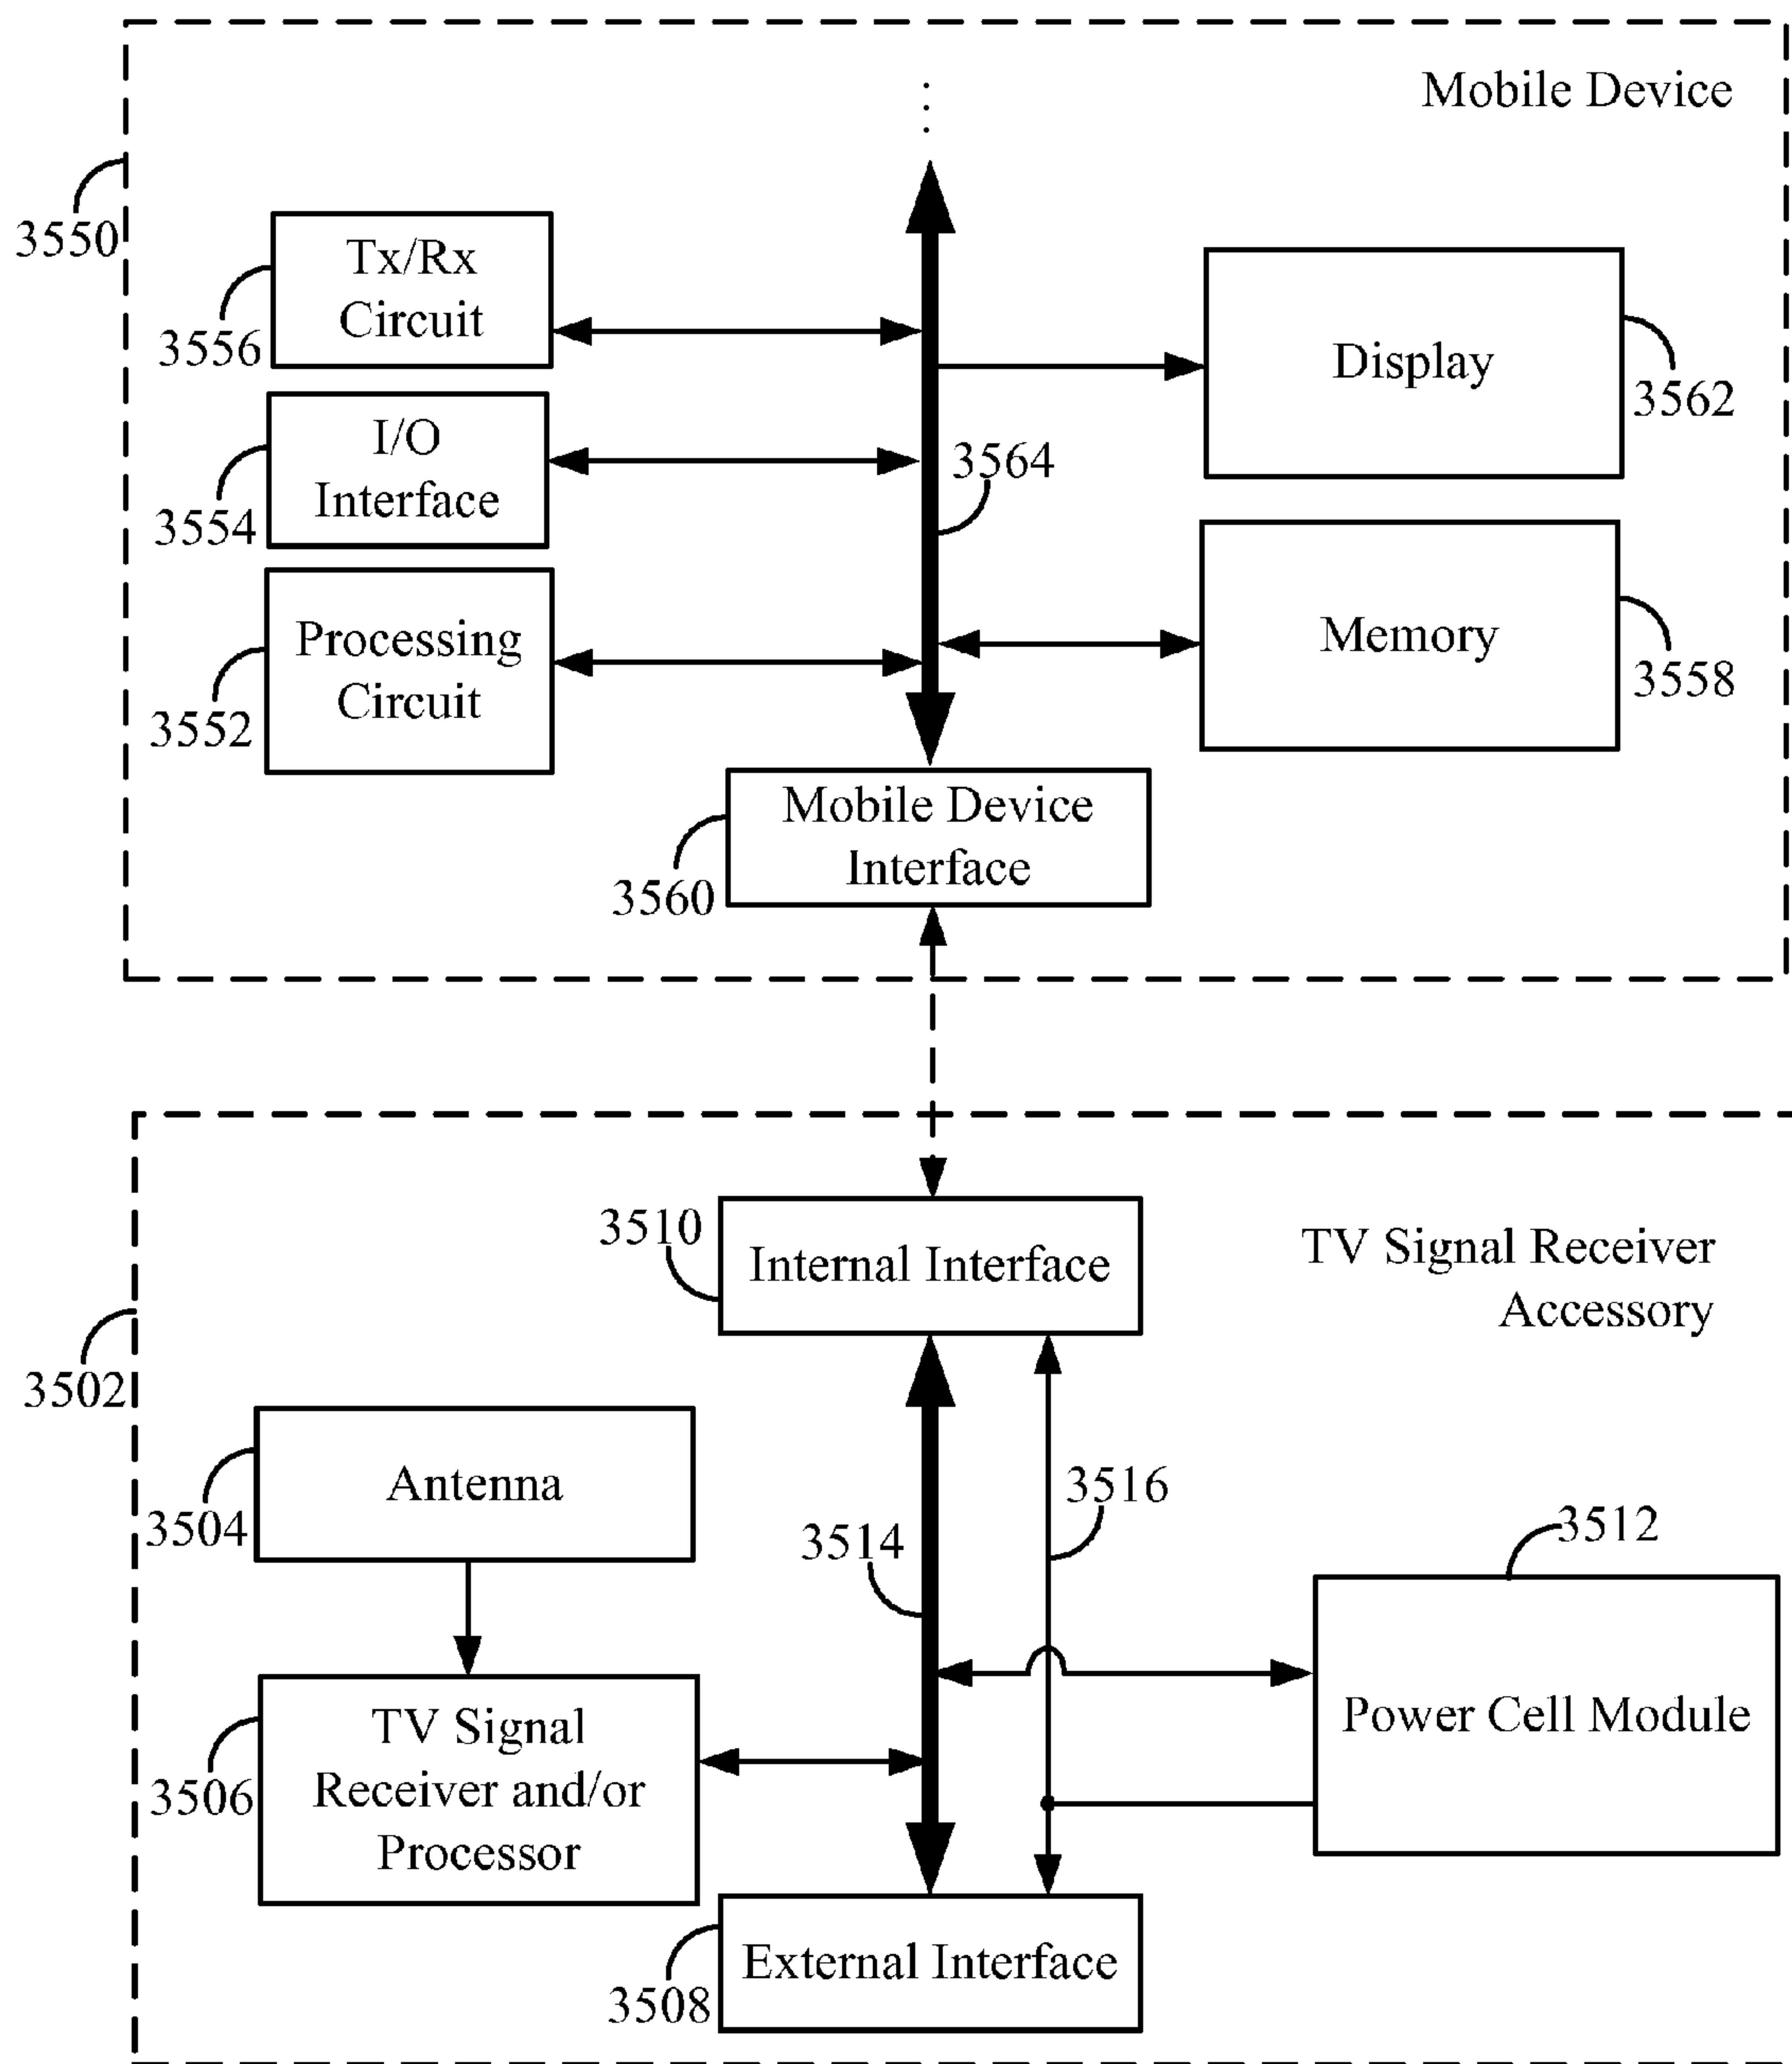 Mobile Device
3550
Tx/Rx
Circuit
3556
Display
3562
I/O
Interface
3554
3564
Processing
Circuit
3552
Memory
3558
Mobile Device
Interface
3560
3510
Internal Interface
TV Signal Receiver
Accessory
3502
Antenna
3504
3514
3516
3512
Power Cell Module
TV Signal
Receiver and/or
Processor
3506
External Interface
3508